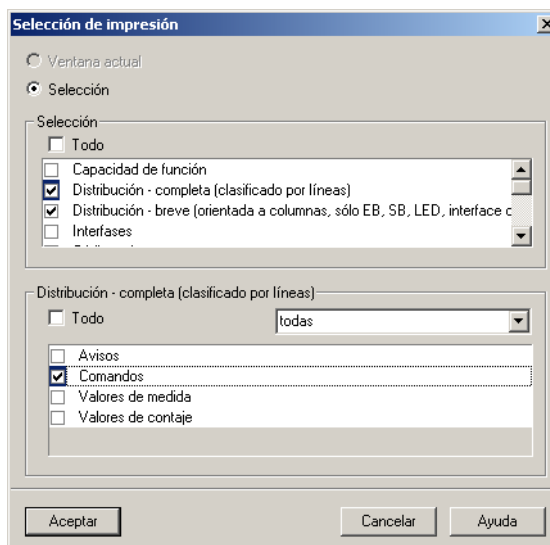 Selección de impresión
Ventana actual
Selección
Selección
Todo
Capacidad de función
Distribución - completa (clasificado por líneas)
Distribución - breve (orientada a columnas, sólo EB, SB, LED, interface
Interfases
Distribución - completa (clasificado por líneas)
Todo
todas
Avisos
Comandos
Valores de medida
Valores de contaje
Aceptar
Cancelar
Ayuda